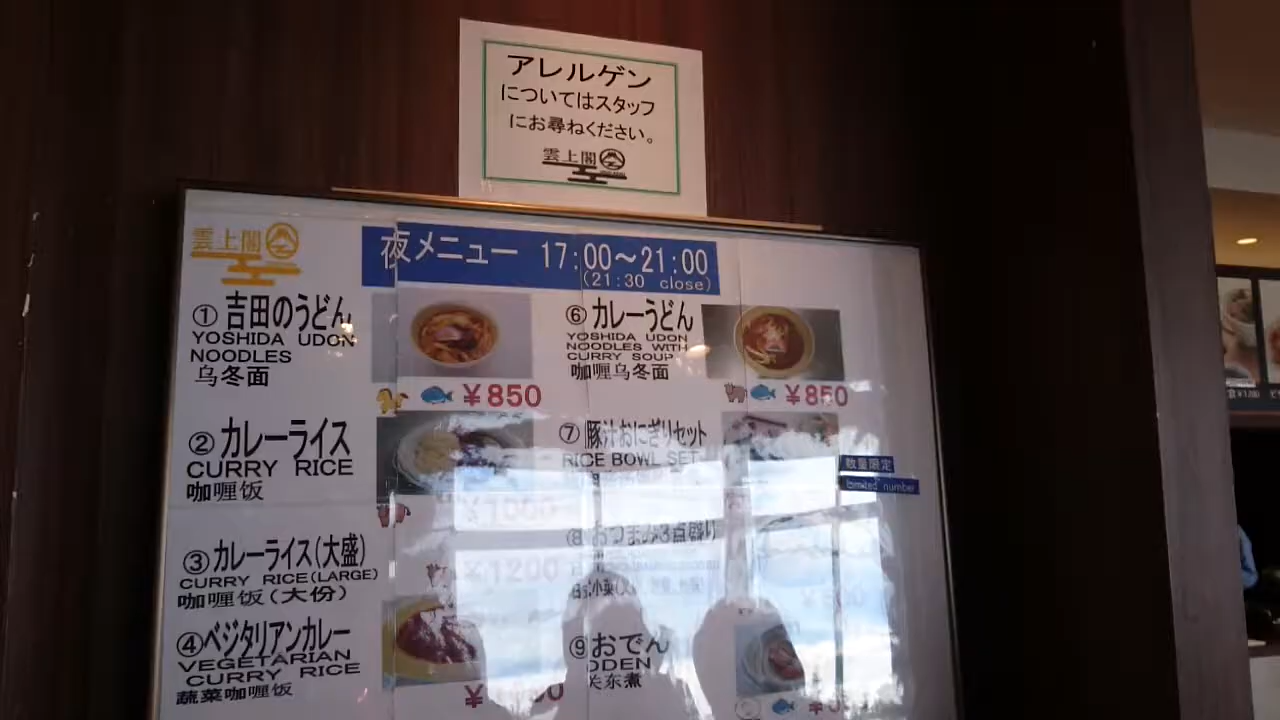 アレルゲン
についてはスタッフ
にお尋ねください。
雲上閣
雲上閣
夜メニュー 17:00～21:00
(21:30 close)
①吉田のうどん
YOSHIDA UDON
NOODLES
乌冬面
¥850
②カレーライス
CURRY RICE
咖喱饭
¥1000
③カレーライス(大盛)
CURRY RICE(LARGE)
咖喱饭(大份)
¥1200
④ベジタリアンカレー
VEGETARIAN
CURRY RICE
蔬菜咖喱饭
⑥カレーうどん
YOSHIDA UDON
NOODLES WITH
CURRY SOUP
咖喱乌冬面
¥850
⑦豚汁おにぎりセット
RICE BOWL SET
数量限定
limited number
⑧おつまみ3点盛り
⑨おでん
ODEN
关东煮